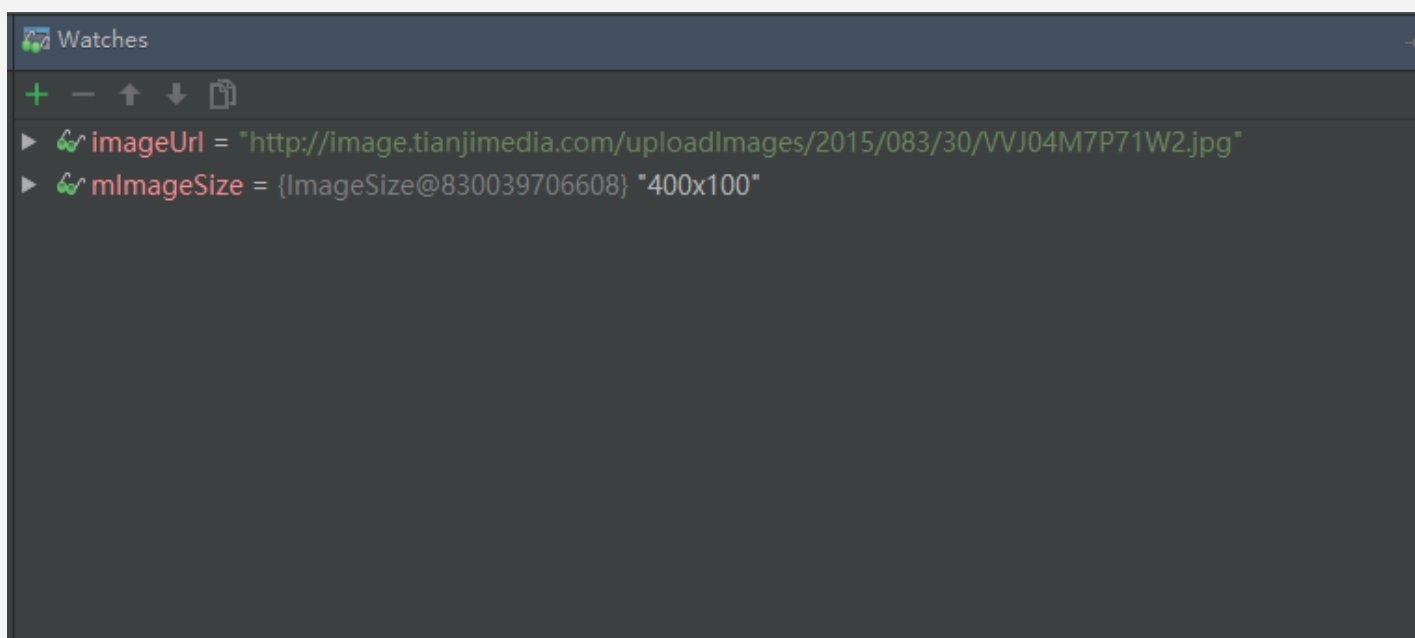 Watches
imageUrl = "http://image.tianjimedia.com/uploadImages/2015/083/30/VVJ04M7P71W2.jpg"
mImageSize = {ImageSize@830039706608} "400x100"